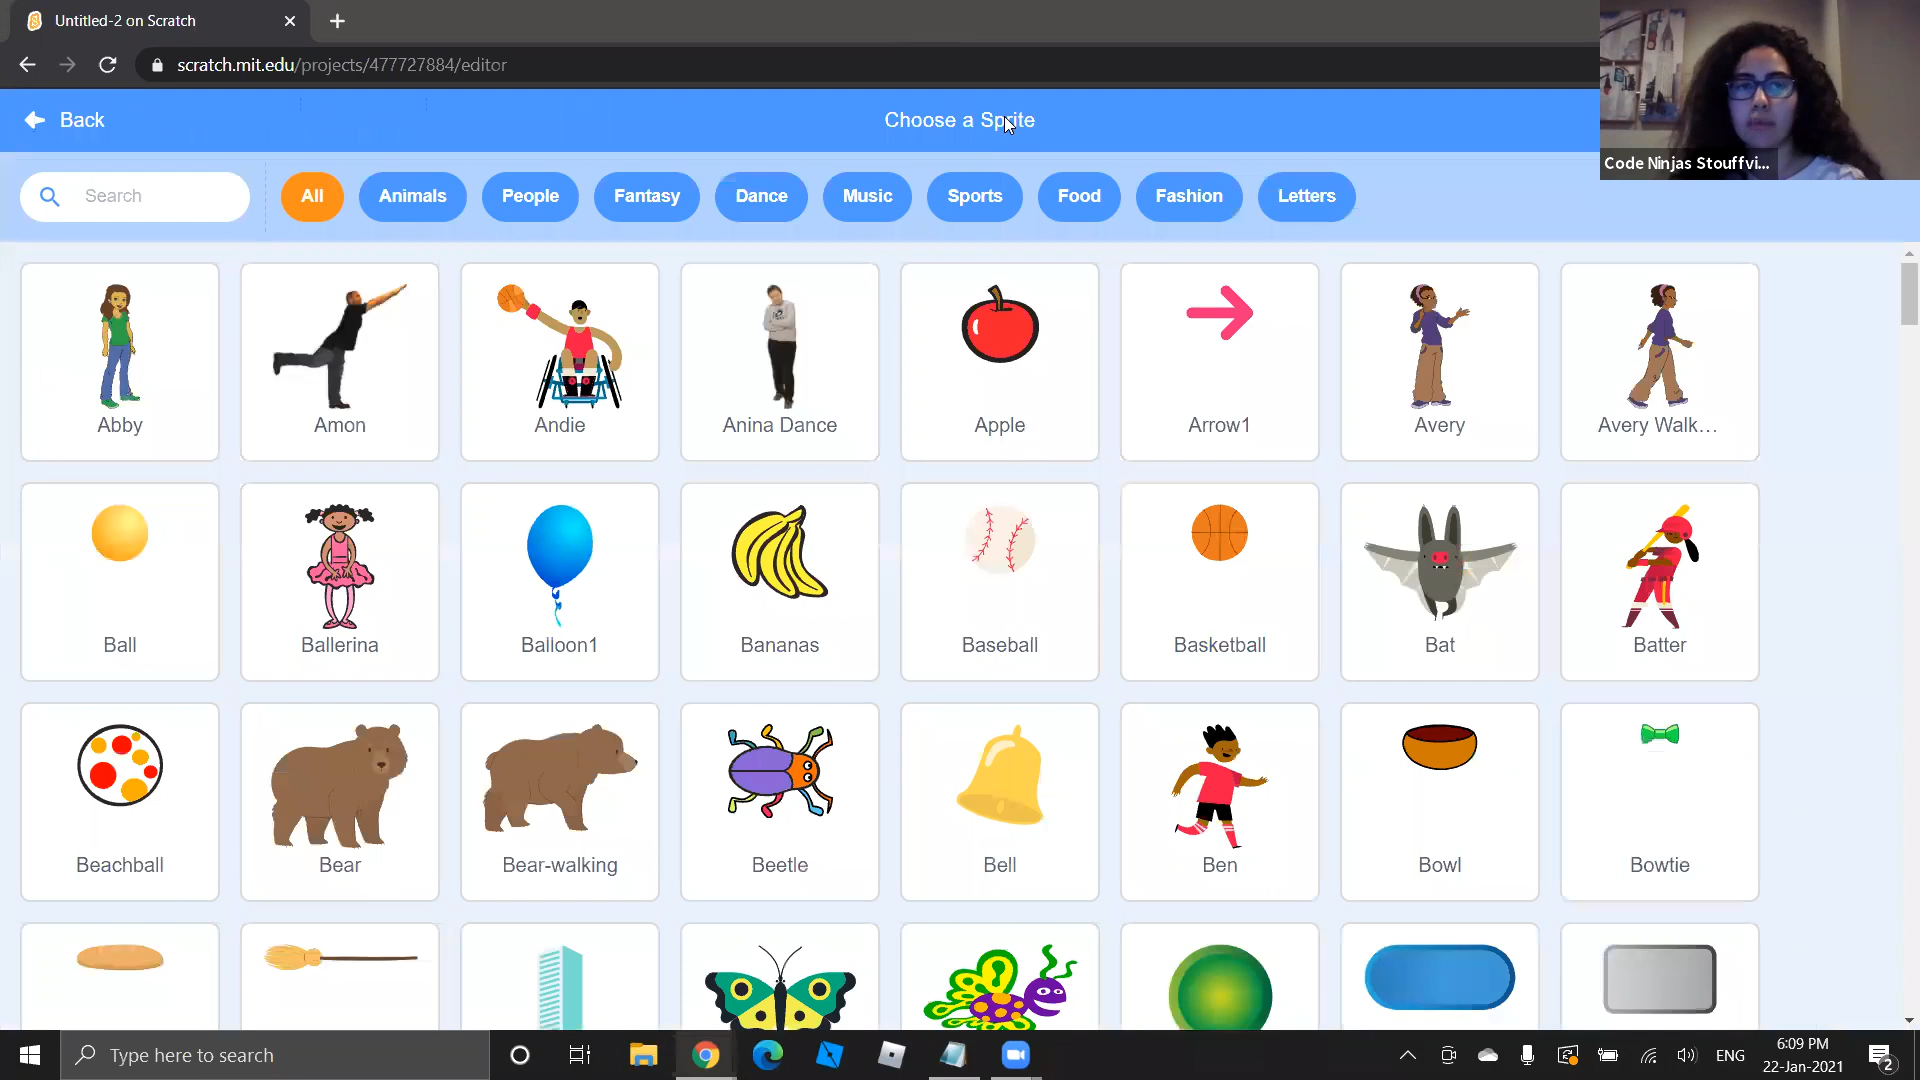 Untitled-2 on Scratch
scratch.mit.edu/projects/477727884/editor
Back
Choose a Sprite
Code Ninjas Stouffvi...
Search
All
Animals
People
Fantasy
Dance
Music
Sports
Food
Fashion
Letters
Abby
Amon
Andie
Anina Dance
Apple
Arrow1
Avery
Avery Walk...
Ball
Ballerina
Balloon1
Bananas
Baseball
Basketball
Bat
Batter
Beachball
Bear
Bear-walking
Beetle
Bell
Ben
Bowl
Bowtie
Type here to search
ENG
6:09 PM
22-Jan-2021
2